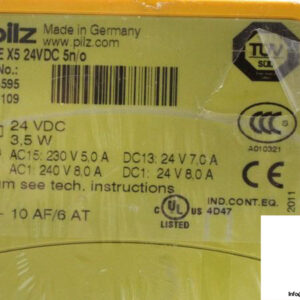 pilz
Made in Germany
www.pilz.com
E X5 24VDC 5n/o
No.:
595
109
TÜV
SÜD
24 VDC
3,5 W
AC15: 230 V 5,0 A DC13: 24 V 7,0 A
AC1: 240 V 8,0 A DC1: 24 V 8,0 A
um see tech. instructions
CCC
A010321
- 10 AF/6 AT
UL
LISTED
IND.CONT.EQ.
4D47
2011